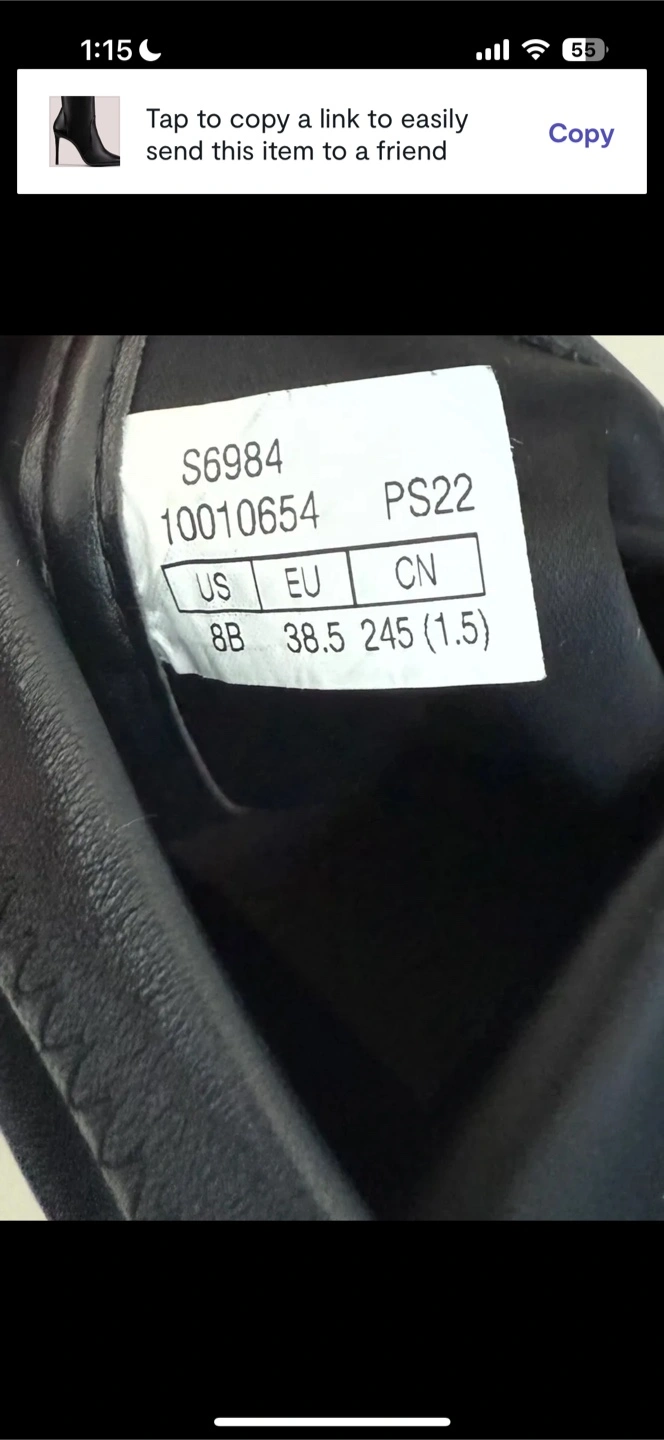 1:15
55
Tap to copy a link to easily
send this item to a friend
Copy
S6984
10010654 PS22
US EU CN
8B 38.5 245 (1.5)